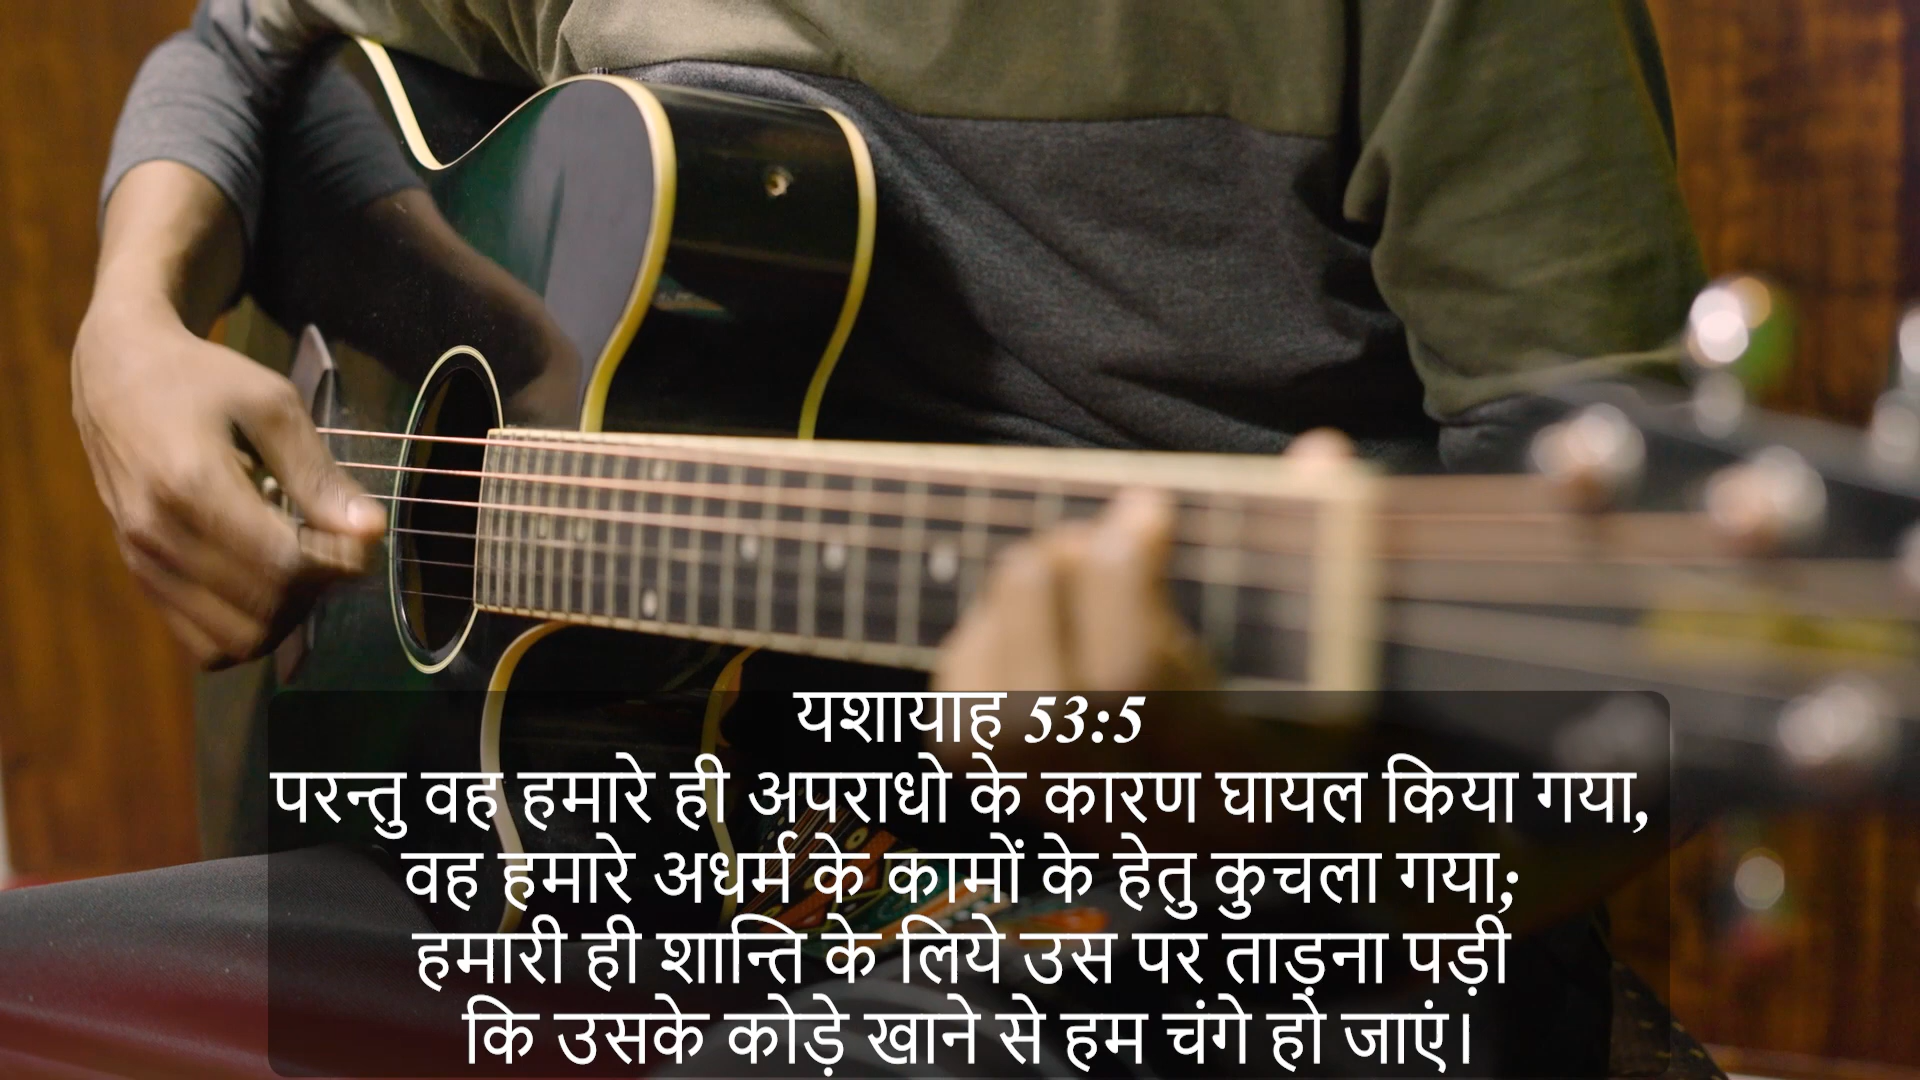 यशायाह 53:5
परन्तु वह हमारे ही अपराधो के कारण घायल किया गया,
वह हमारे अधर्म के कामों के हेतु कुचला गया;
हमारी ही शान्ति के लिये उस पर ताड़ना पड़ी
कि उसके कोड़े खाने से हम चंगे हो जाएं।